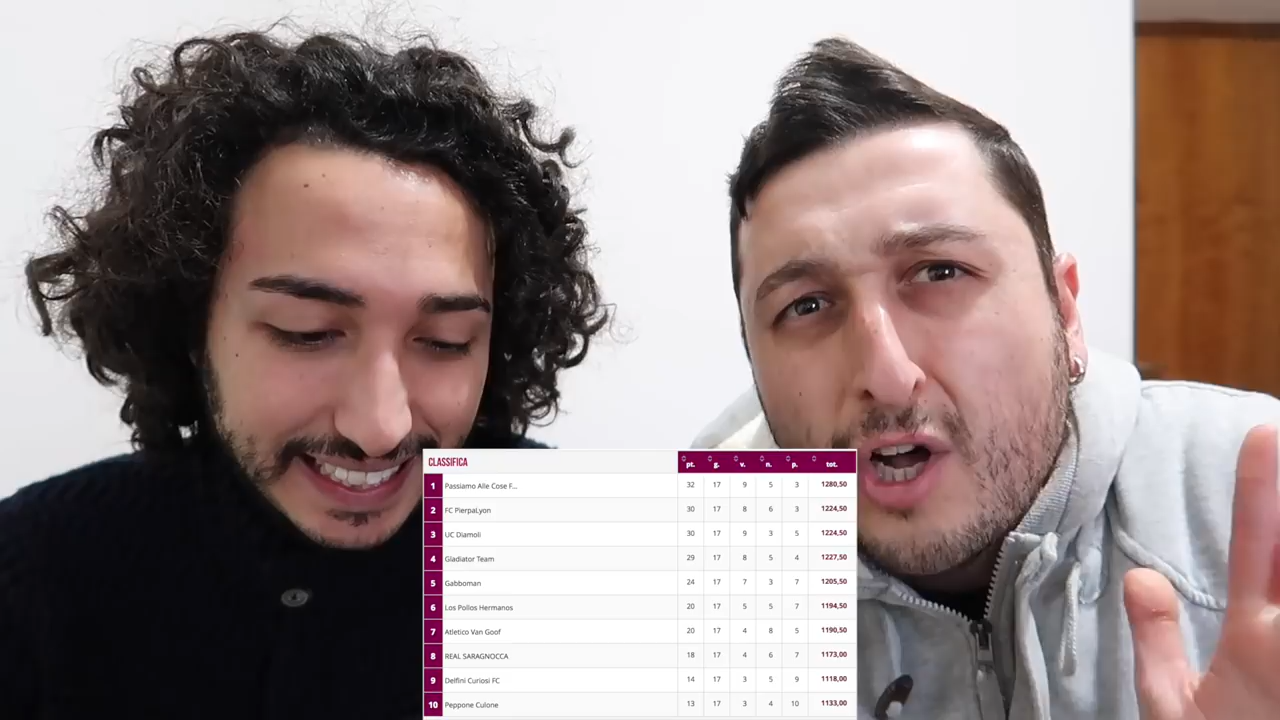 CLASSIFICA pt. g. v. n. p. tot.
1 Passiamo Alle Cose F... 32 17 9 5 3 1280,50
2 FC PierpaLyon 30 17 8 6 3 1224,50
3 UC Diamoli 30 17 9 3 5 1224,50
4 Gladiator Team 29 17 8 5 4 1227,50
5 Gabboman 24 17 7 3 7 1205,50
6 Los Pollos Hermanos 20 17 5 5 7 1194,50
7 Atletico Van Goof 20 17 4 8 5 1190,50
8 REAL SARAGNOCCA 18 17 4 6 7 1173,00
9 Delfini Curiosi FC 14 17 3 5 9 1118,00
10 Peppone Culone 13 17 3 4 10 1133,00